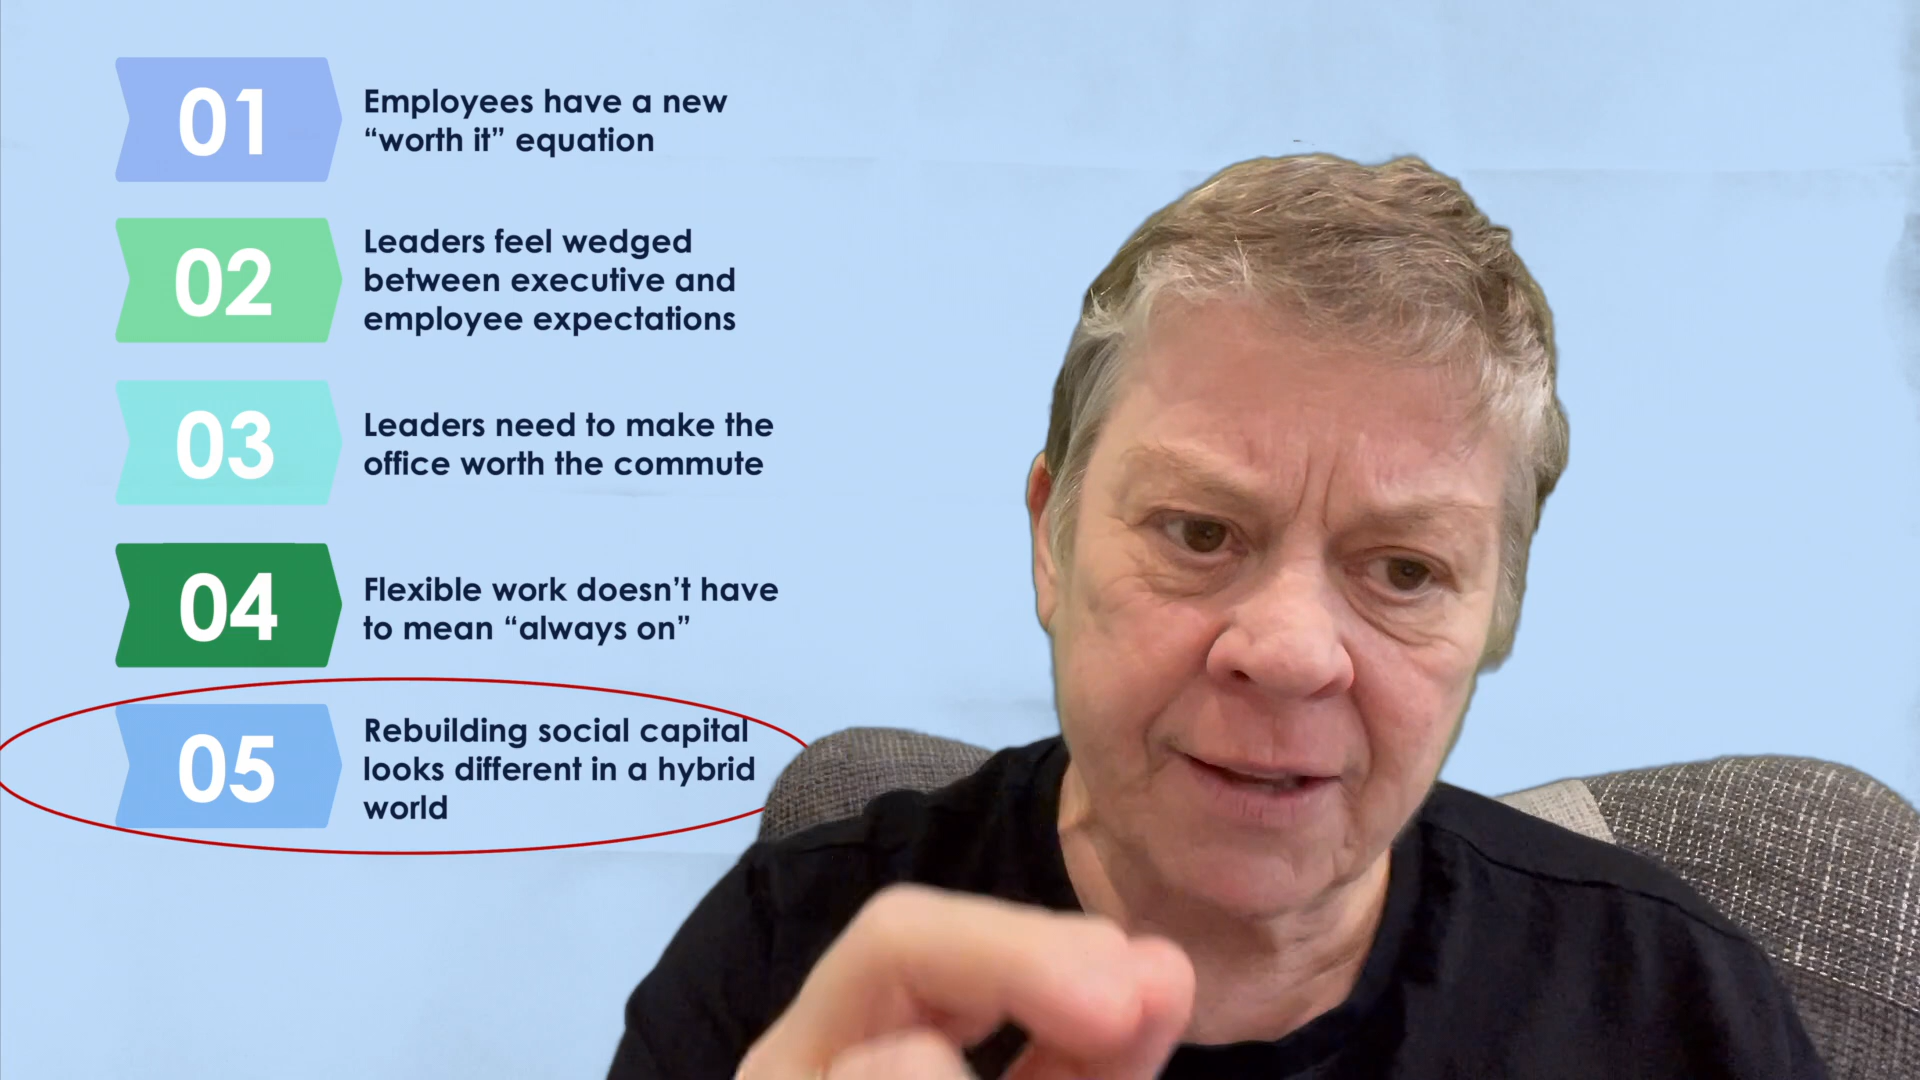 01
Employees have a new
“worth it” equation
02
Leaders feel wedged
between executive and
employee expectations
03
Leaders need to make the
office worth the commute
04
Flexible work doesn’t have
to mean “always on”
05
Rebuilding social capital
looks different in a hybrid
world